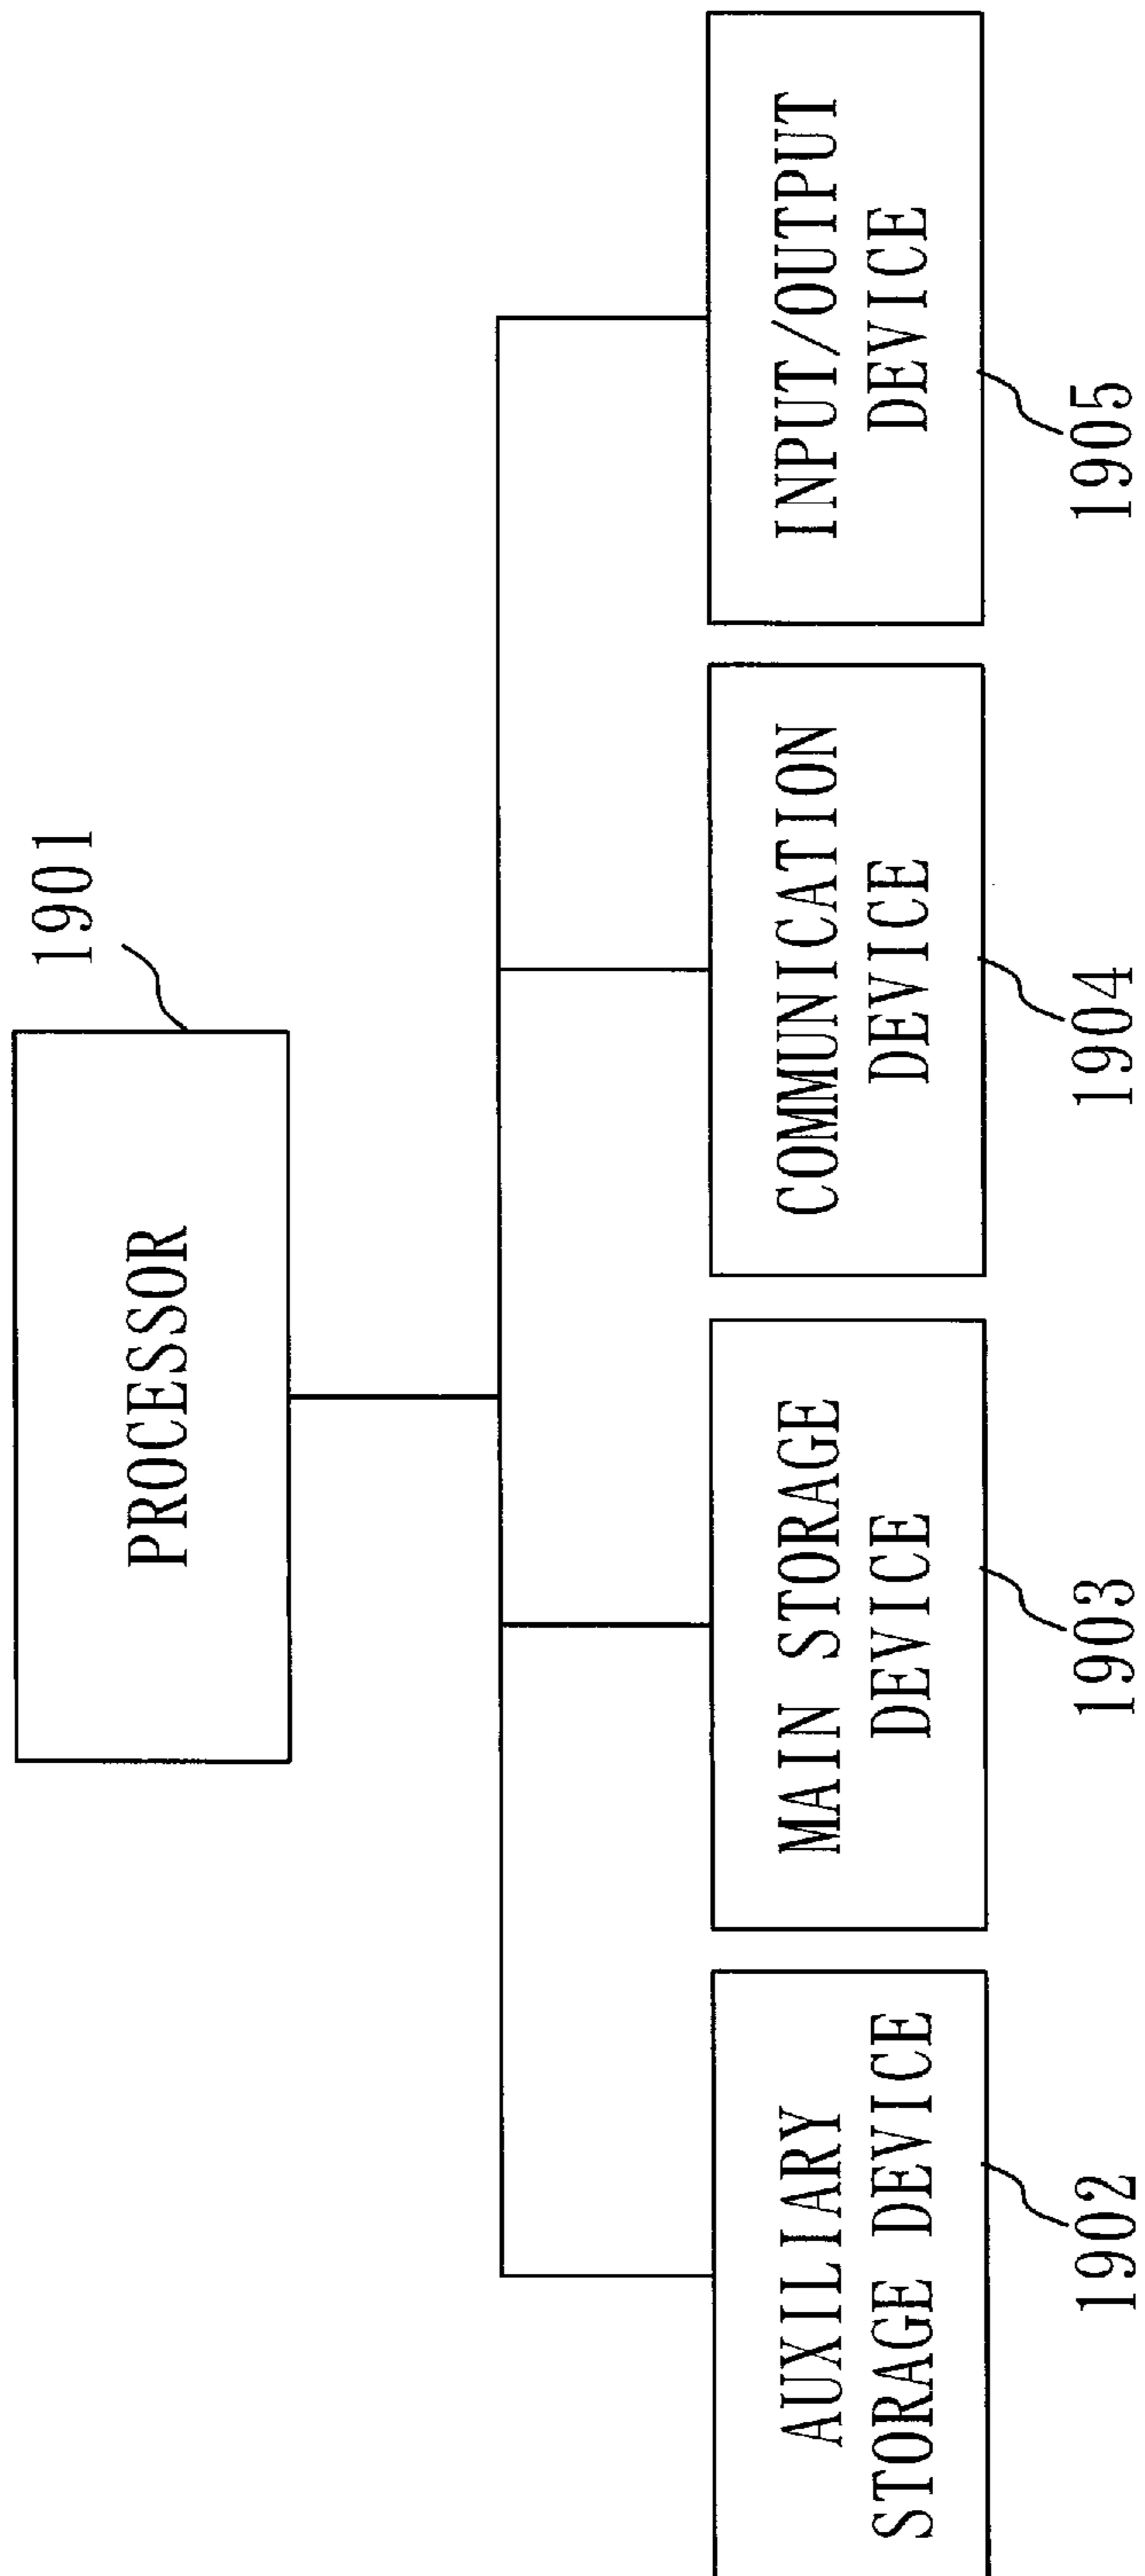 1901
PROCESSOR
AUXILIARY
STORAGE DEVICE
1902
MAIN STORAGE
DEVICE
1903
COMMUNICATION
DEVICE
1904
INPUT/OUTPUT
DEVICE
1905